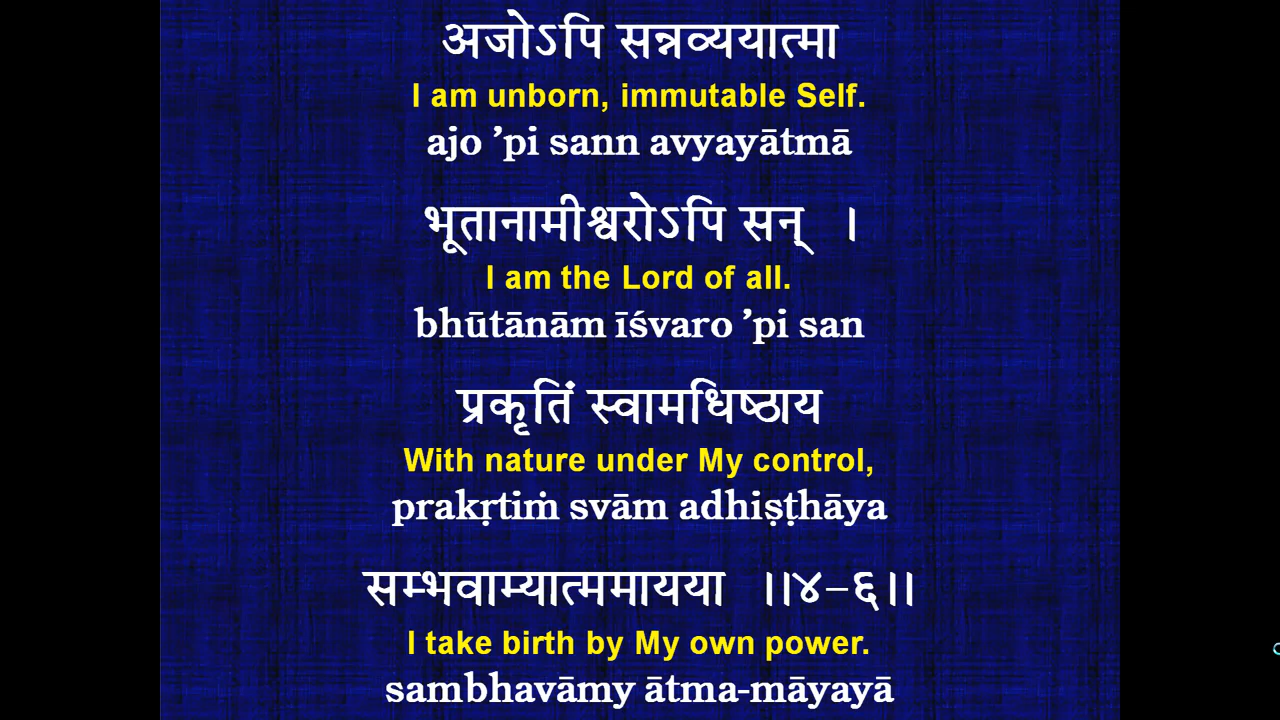 अजोऽपि सन्नव्ययात्मा
I am unborn, immutable Self.
ajo ’pi sann avyayātmā
भूतानामीश्वरोऽपि सन् ।
I am the Lord of all.
bhūtānām īśvaro ’pi san
प्रकृतिं स्वामधिष्ठाय
With nature under My control,
prakṛtiṁ svām adhiṣṭhāya
सम्भवाम्यात्ममायया ।।४-६।।
I take birth by My own power.
sambhavāmy ātma-māyayā